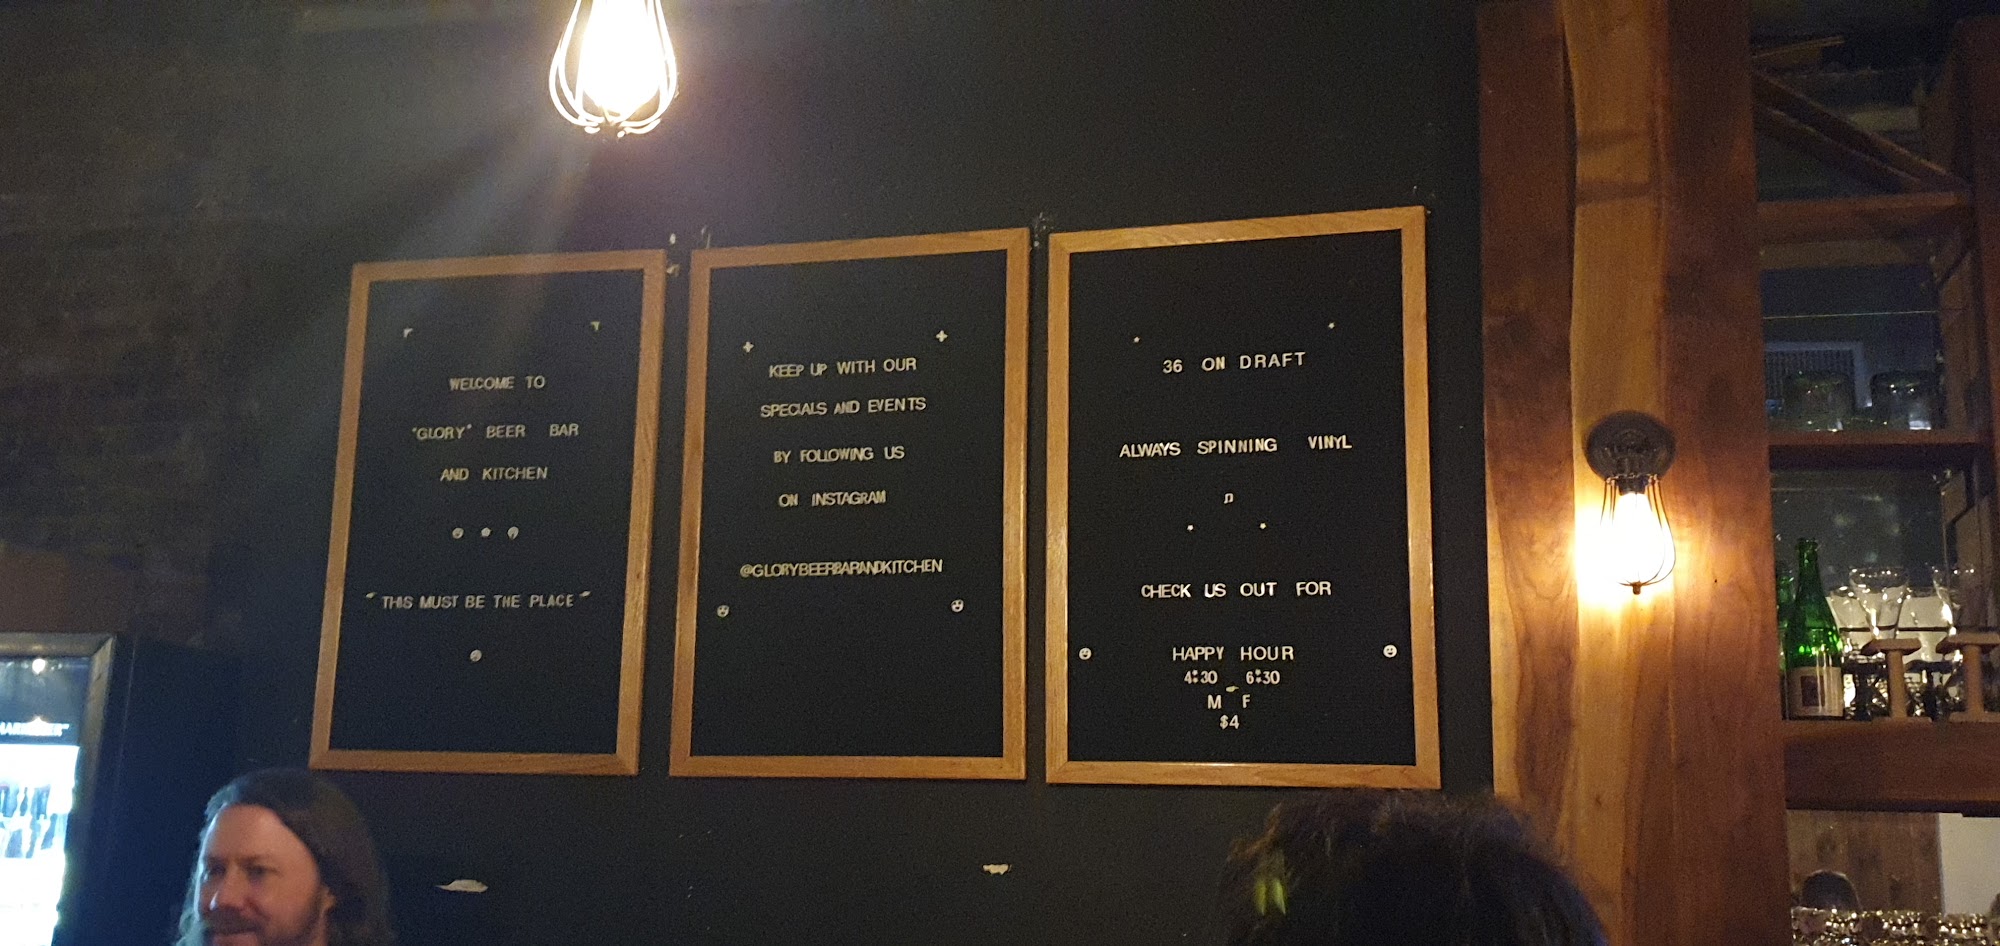 WELCOME TO
"GLORY" BEER BAR
AND KITCHEN
"THIS MUST BE THE PLACE"
KEEP UP WITH OUR
SPECIALS AND EVENTS
BY FOLLOWING US
ON INSTAGRAM
@GLORYBEERBARANDKITCHEN
36 ON DRAFT
ALWAYS SPINNING VINYL
♫
CHECK US OUT FOR
HAPPY HOUR
4:30 6:30
M F
$4